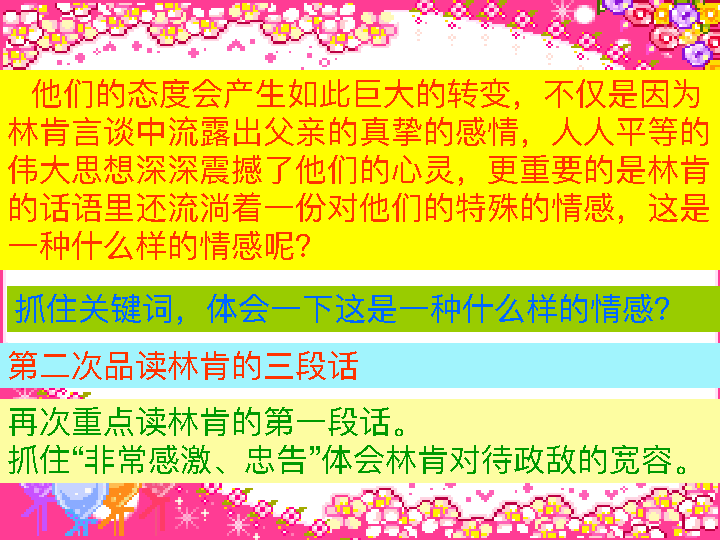 他们的态度会产生如此巨大的转变，不仅是因为
林肯言谈中流露出父亲的真挚的感情，人人平等的
伟大思想深深震撼了他们的心灵，更重要的是林肯
的话语里还流淌着一份对他们的特殊的情感，这是
一种什么样的情感呢？
抓住关键词，体会一下这是一种什么样的情感？
第二次品读林肯的三段话
再次重点读林肯的第一段话。
抓住“非常感激、忠告”体会林肯对待政敌的宽容。